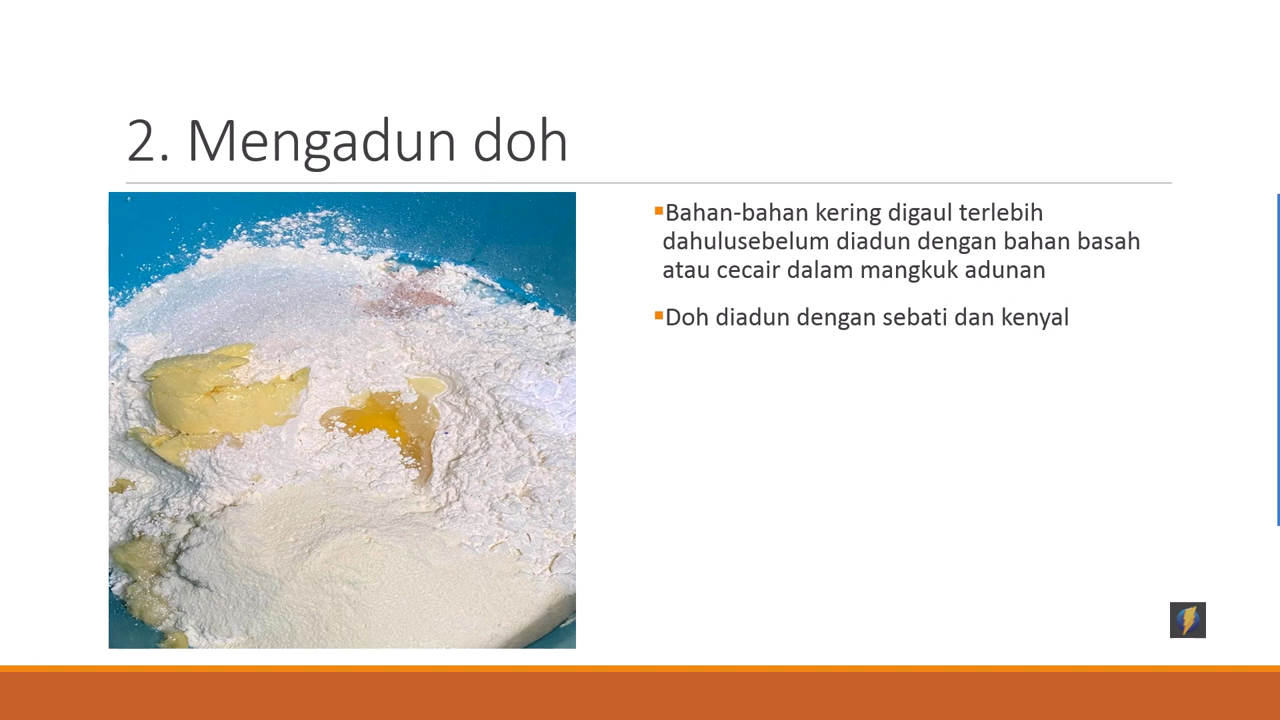 2. Mengadun doh
▪Bahan-bahan kering digaul terlebih
dahulusebelum diadun dengan bahan basah
atau cecair dalam mangkuk adunan
▪Doh diadun dengan sebati dan kenyal